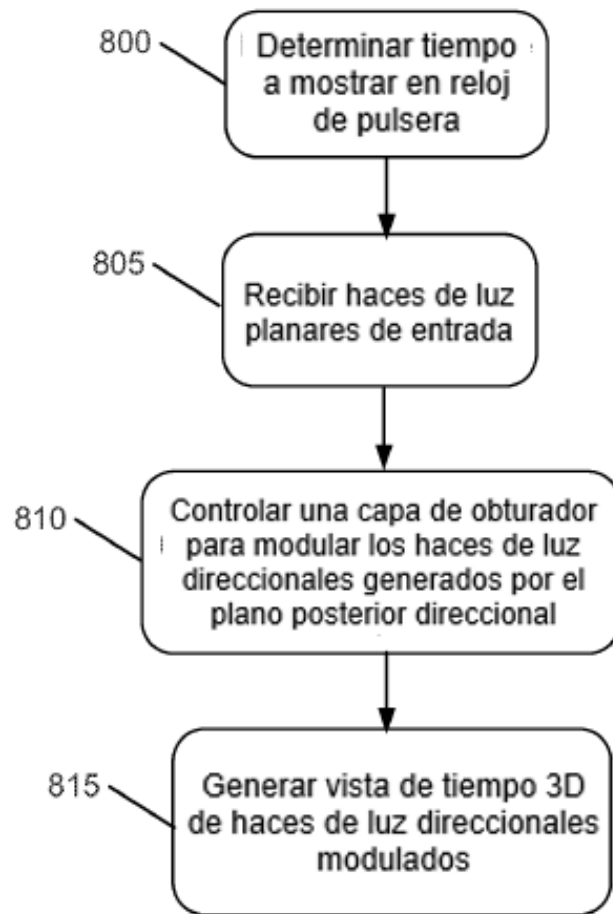 800
Determinar tiempo
a mostrar en reloj
de pulsera
805
Recibir haces de luz
planares de entrada
810
Controlar una capa de obturador
para modular los haces de luz
direccionales generados por el
plano posterior direccional
815
Generar vista de tiempo 3D
de haces de luz direccionales
modulados